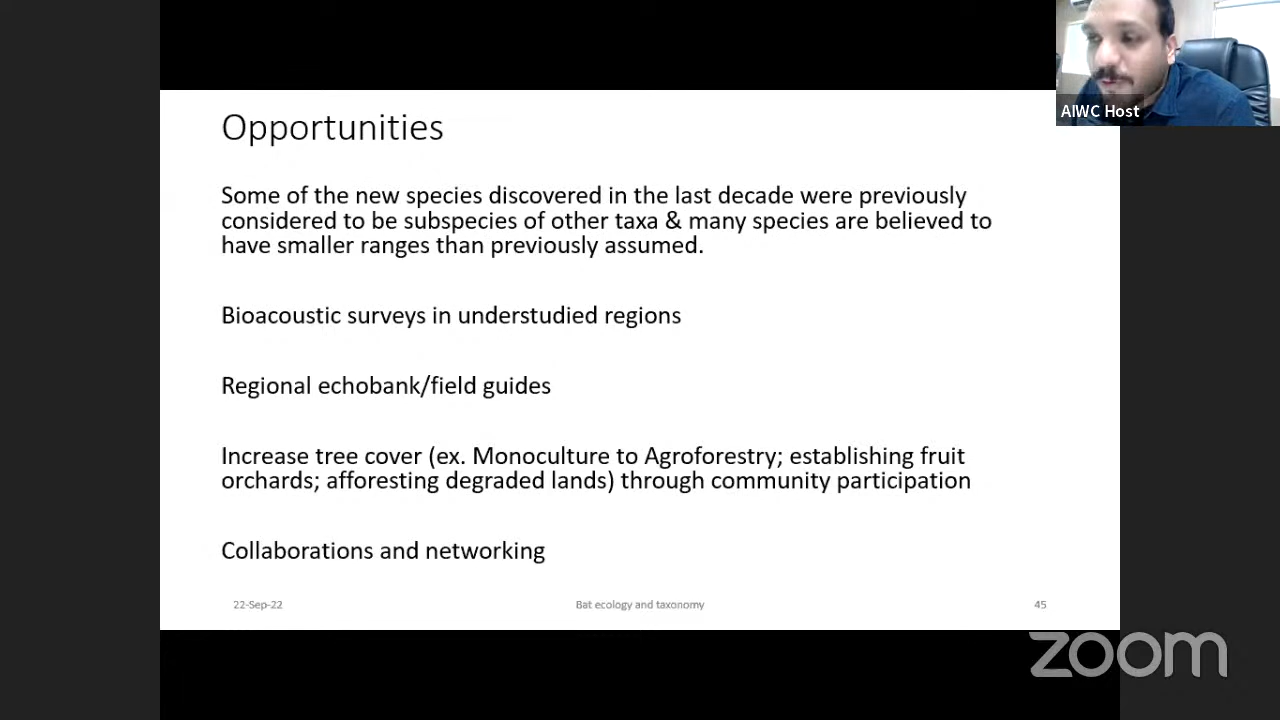 AIWC Host
Opportunities
Some of the new species discovered in the last decade were previously
considered to be subspecies of other taxa & many species are believed to
have smaller ranges than previously assumed.
Bioacoustic surveys in understudied regions
Regional echobank/field guides
Increase tree cover (ex. Monoculture to Agroforestry; establishing fruit
orchards; afforesting degraded lands) through community participation
Collaborations and networking
22-Sep-22
Bat ecology and taxonomy
45
zoom